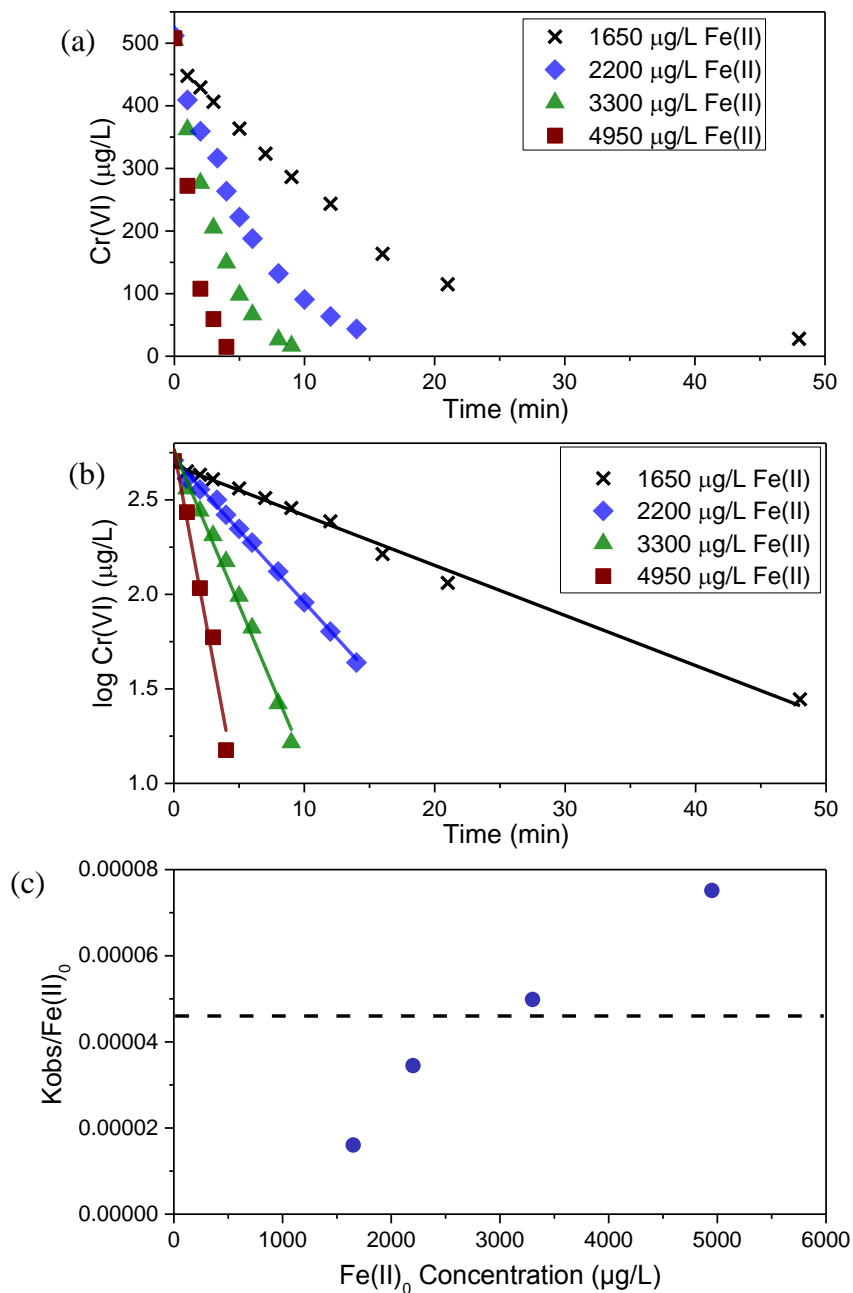 (a)
500
400
300
200
100
0
Cr(VI) (μg/L)
1650 μg/L Fe(II)
2200 μg/L Fe(II)
3300 μg/L Fe(II)
4950 μg/L Fe(II)
0 10 20 30 40 50
Time (min)
(b)
2.5
2.0
1.5
1.0
log Cr(VI) (μg/L)
1650 μg/L Fe(II)
2200 μg/L Fe(II)
3300 μg/L Fe(II)
4950 μg/L Fe(II)
0 10 20 30 40 50
Time (min)
(c)
0.00008
0.00006
0.00004
0.00002
0.00000
Kobs/Fe(II)₀
0 1000 2000 3000 4000 5000 6000
Fe(II)₀ Concentration (µg/L)